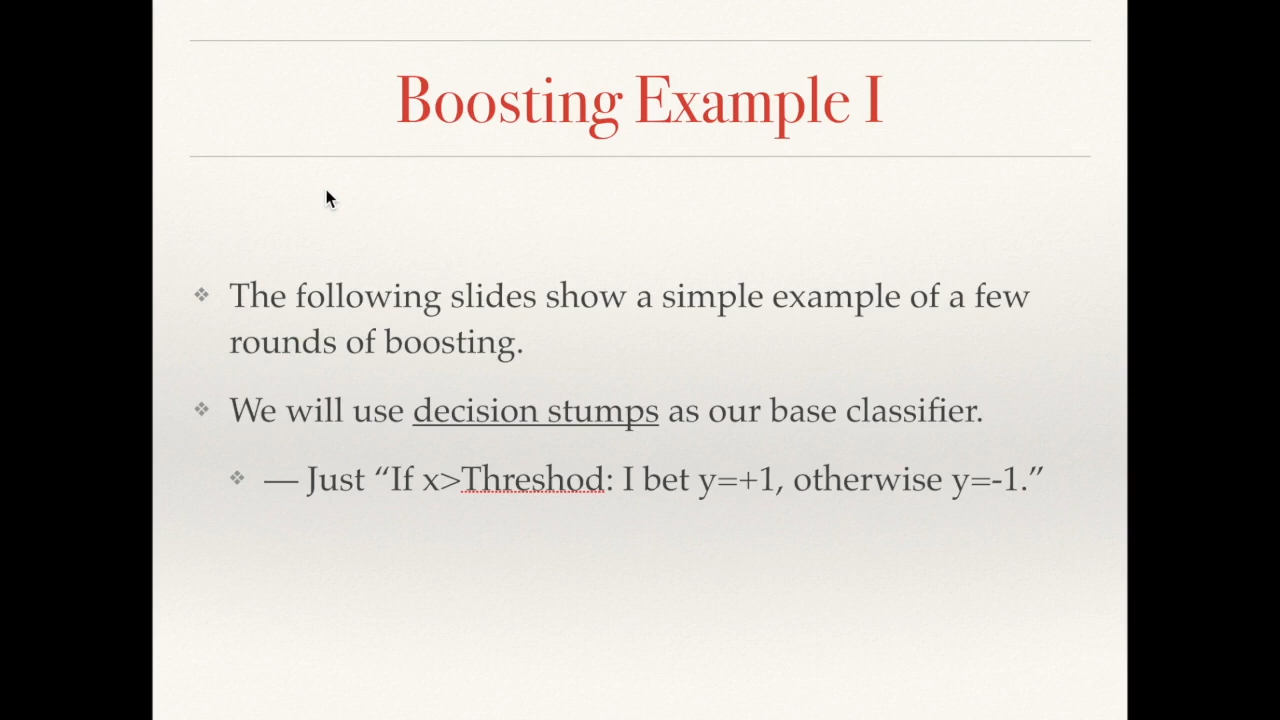 Boosting Example I
The following slides show a simple example of a few
rounds of boosting.
We will use decision stumps as our base classifier.
— Just “If x>Threshod: I bet y=+1, otherwise y=-1.”